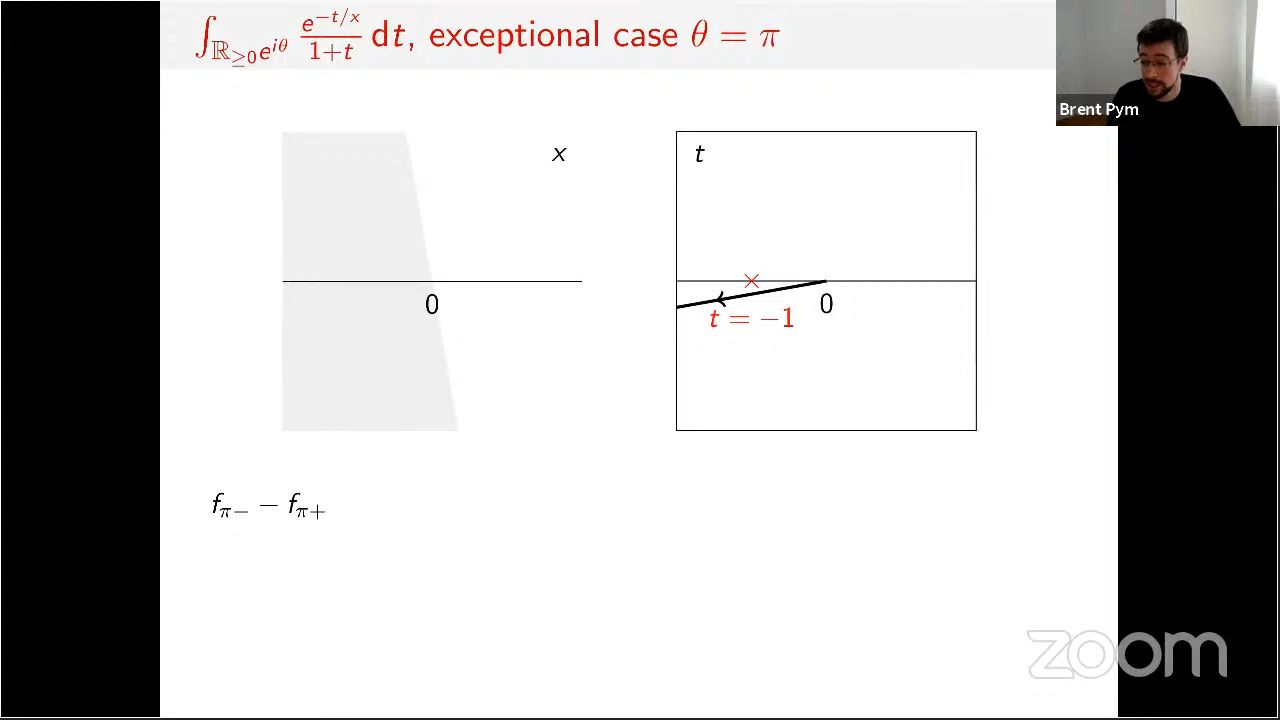 ∫_{ℝ≥0 e^{iθ}} e^{−t/x}/(1+t) dt, exceptional case θ = π
Brent Pym
x
t
0
0
t = −1
f_{π−} − f_{π+}
zoom